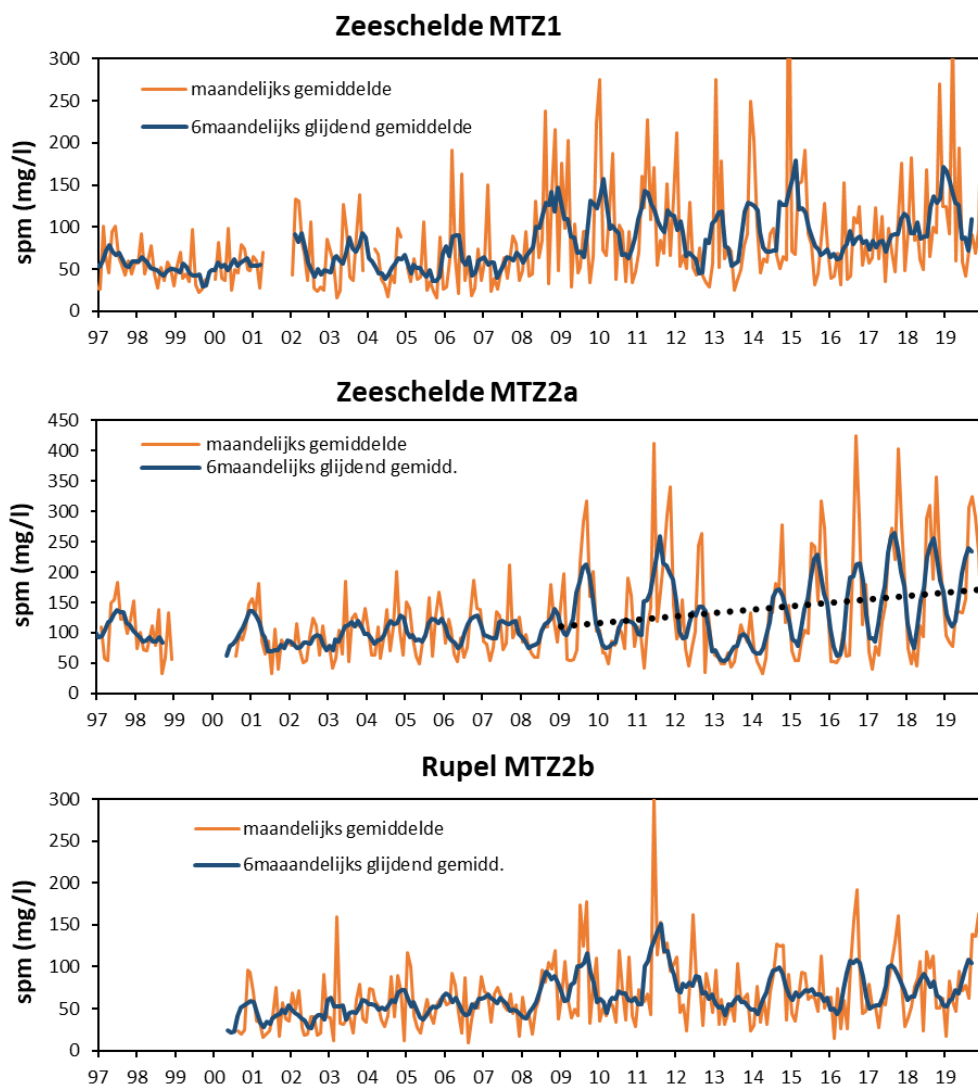 Zeeschelde MTZ1
spm (mg/l)
300
250
200
150
100
50
0
maandelijks gemiddelde
6maandelijks glijdend gemiddelde
97 98 99 00 01 02 03 04 05 06 07 08 09 10 11 12 13 14 15 16 17 18 19
Zeeschelde MTZ2a
spm (mg/l)
450
400
350
300
250
200
150
100
50
0
maandelijks gemiddelde
6maandelijks glijdend gemidd.
97 98 99 00 01 02 03 04 05 06 07 08 09 10 11 12 13 14 15 16 17 18 19
Rupel MTZ2b
spm (mg/l)
300
250
200
150
100
50
0
maandelijks gemiddelde
6maaandelijks glijdend gemidd.
97 98 99 00 01 02 03 04 05 06 07 08 09 10 11 12 13 14 15 16 17 18 19